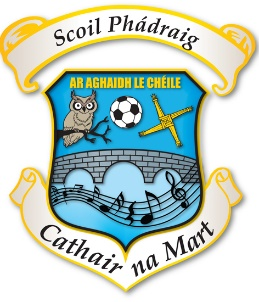 Scoil Phádraig
AR AGHAIDH LE CHÉILE
Cathair na Mart